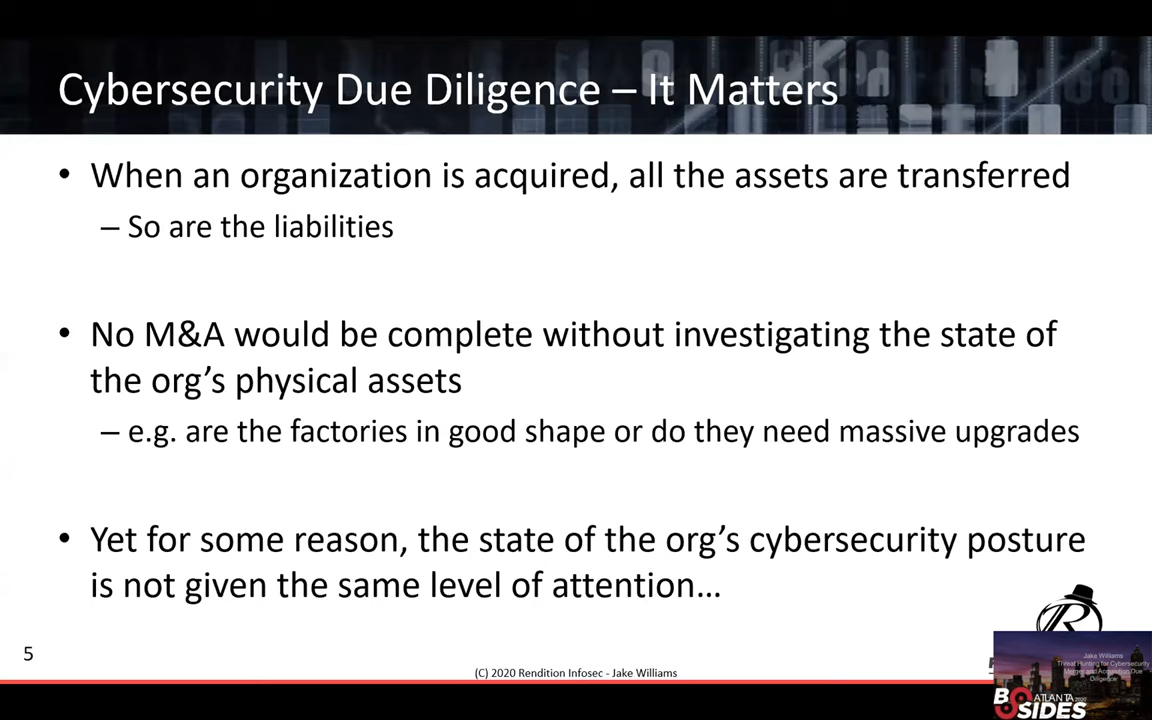 Cybersecurity Due Diligence – It Matters
• When an organization is acquired, all the assets are transferred
– So are the liabilities
• No M&A would be complete without investigating the state of
the org’s physical assets
– e.g. are the factories in good shape or do they need massive upgrades
• Yet for some reason, the state of the org’s cybersecurity posture
is not given the same level of attention…
R
5
(C) 2020 Rendition Infosec - Jake Williams
Jake Williams
Threat Hunting for Cybersecurity
Merger and Acquisition Due
Diligence
BSIDES
ATLANTA 2020